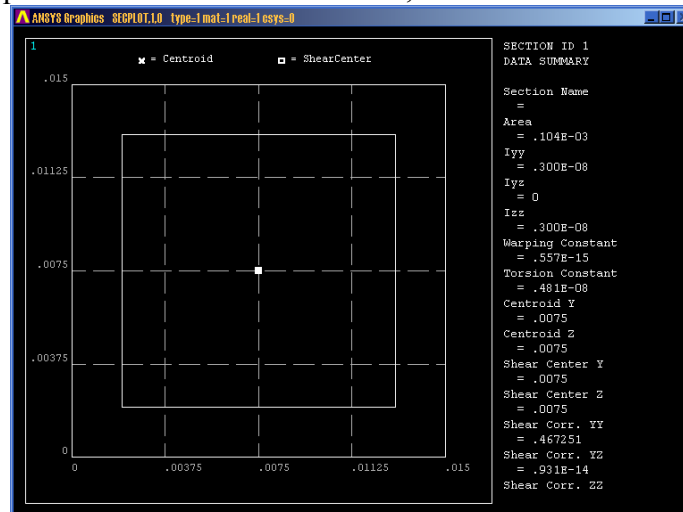 ANSYS Graphics SECPLOT,1,0 type=1 mat=1 real=1 csys=0
1
× = Centroid □ = ShearCenter
.015
.01125
.0075
.00375
0
0 .00375 .0075 .01125 .015
SECTION ID 1
DATA SUMMARY
Section Name
=
Area
= .104E-03
Iyy
= .300E-08
Iyz
= 0
Izz
= .300E-08
Warping Constant
= .557E-15
Torsion Constant
= .481E-08
Centroid Y
= .0075
Centroid Z
= .0075
Shear Center Y
= .0075
Shear Center Z
= .0075
Shear Corr. YY
= .467251
Shear Corr. YZ
= .931E-14
Shear Corr. ZZ